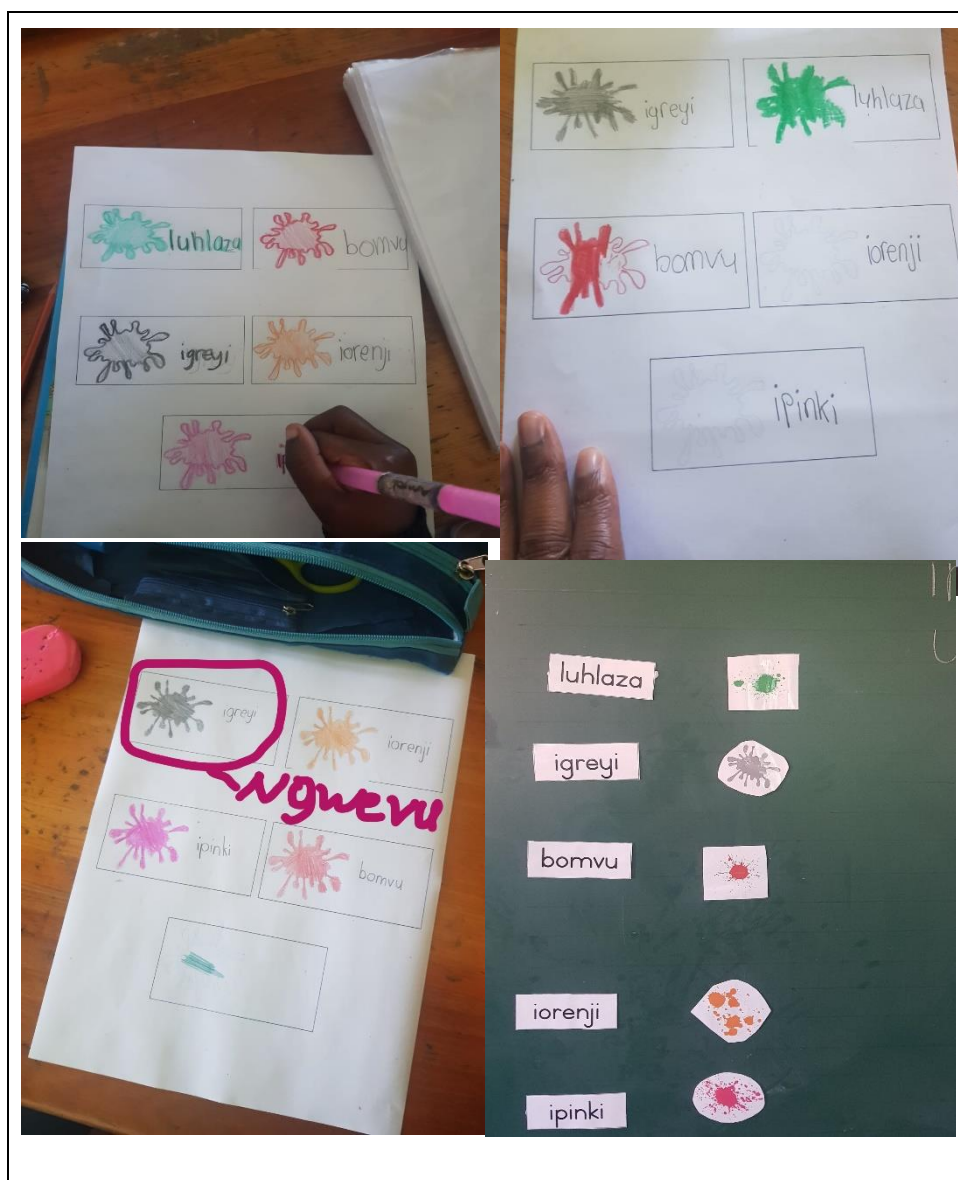 luhlaza
bomvu
igreyi
iorenji
igreyi
luhlaza
bomvu
iorenji
ipinki
igreyi
iorenji
Ngwevu
ipinki
bomvu
luhlaza
igreyi
bomvu
iorenji
ipinki